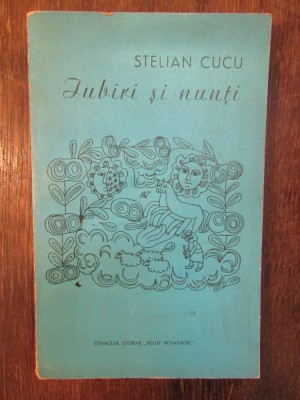 STELIAN CUCU
Iubiri și nunți
CENACLUL LITERAR „RELIEF ROMÂNESC”